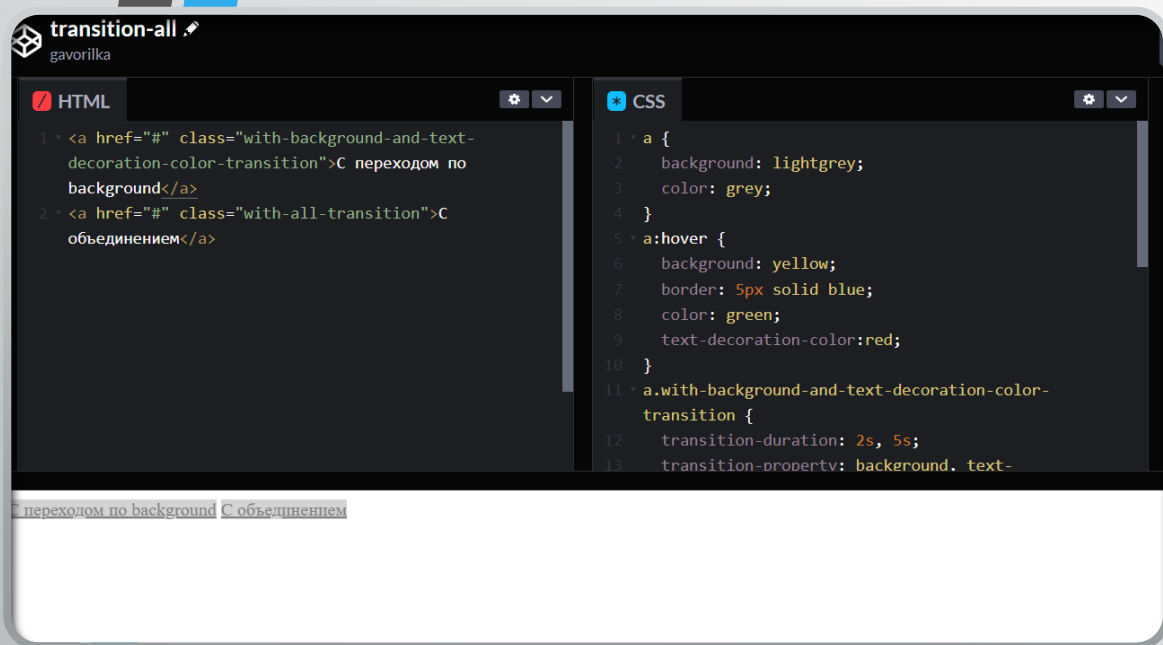 transition-all
gavorilka
HTML
1 <a href="#" class="with-background-and-text-
decoration-color-transition">С переходом по
background</a>
2 <a href="#" class="with-all-transition">С
объединением</a>
CSS
1 a {
2 background: lightgrey;
3 color: grey;
4 }
5 a:hover {
6 background: yellow;
7 border: 5px solid blue;
8 color: green;
9 text-decoration-color:red;
10 }
11 a.with-background-and-text-decoration-color-
transition {
12 transition-duration: 2s, 5s;
13 transition-property: background, text-
С переходом по background С объединением